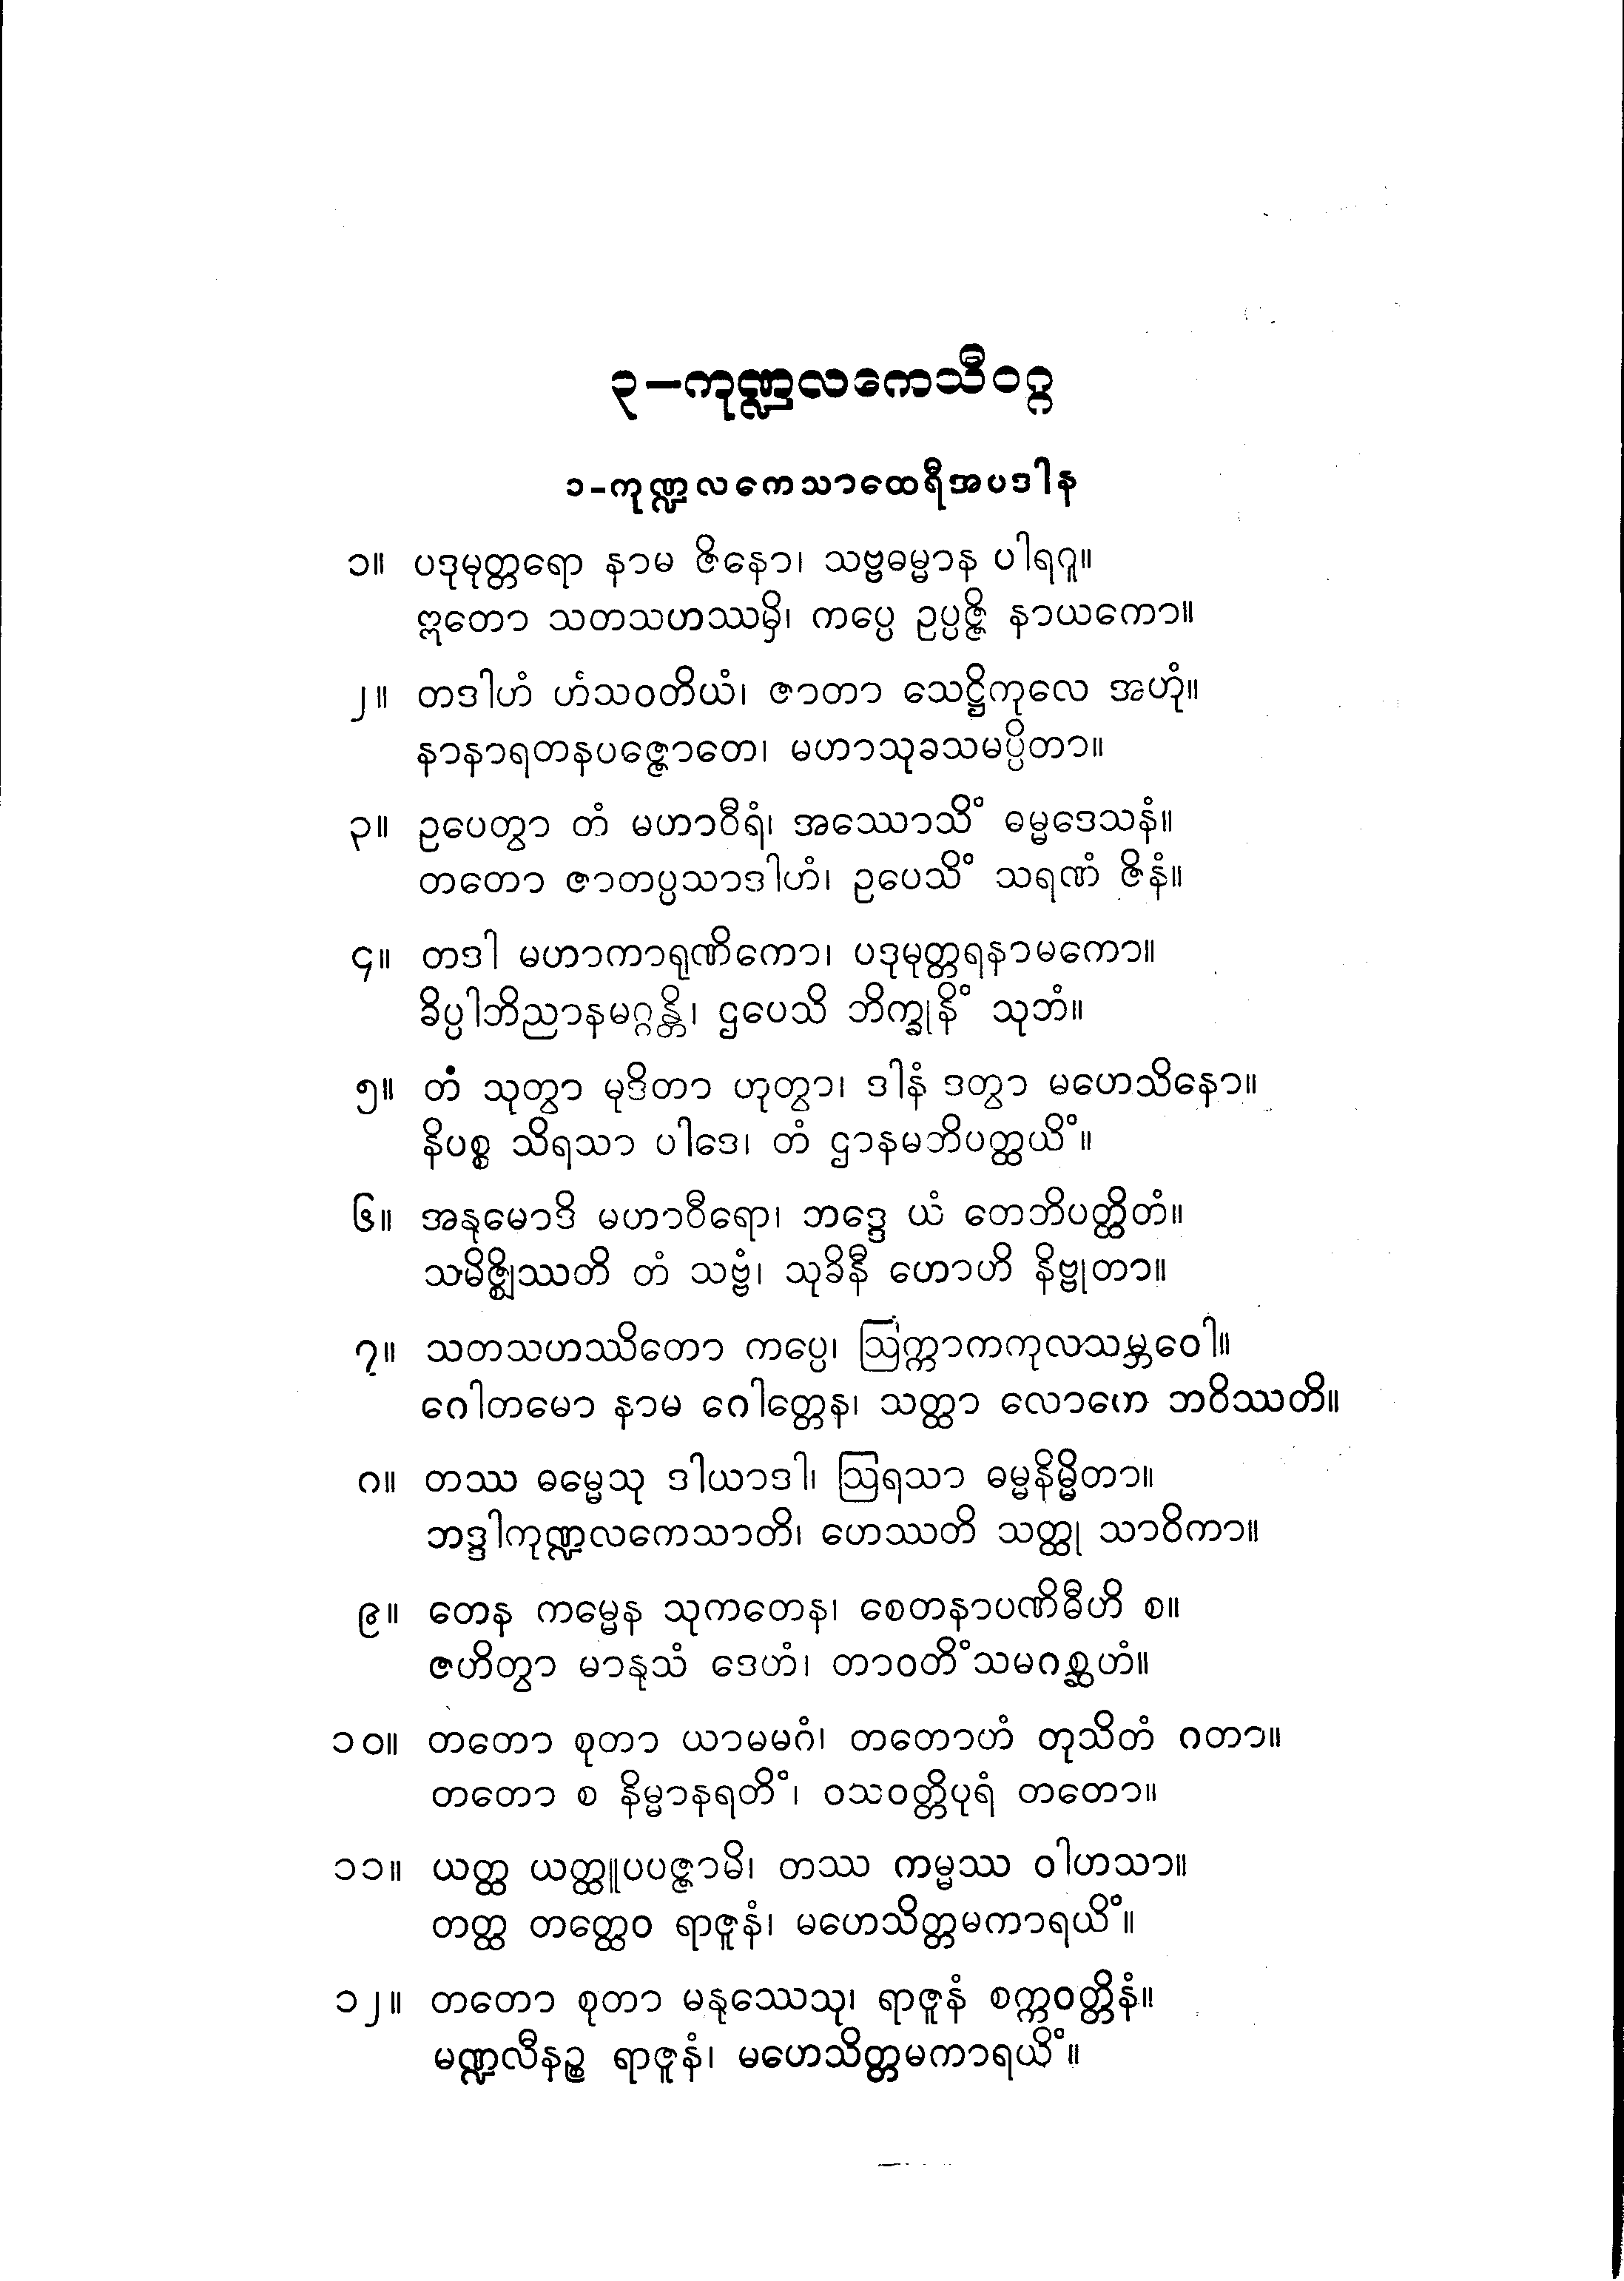 ၃–ကုဏ္ဍလကေသီဝဂ္ဂ
၁-ကုဏ္ဍလကေသာထေရီအပဒါန
၁။ ပဒုမုတ္တရော နာမ ဇိနော၊ သဗ္ဗဓမ္မာန ပါရဂူ။
ဣတော သတသဟဿမှိ၊ ကပ္ပေ ဥပ္ပဇ္ဇိ နာယကော။
၂။ တဒါဟံ ဟံသဝတိယံ၊ ဇာတာ သေဋ္ဌိကုလေ အဟုံ။
နာနာရတနပဇ္ဇောတေ၊ မဟာသုခသမပ္ပိတာ။
၃။ ဥပေတွာ တံ မဟာဝီရံ၊ အဿောသိံ ဓမ္မဒေသနံ။
တတော ဇာတပ္ပသာဒါဟံ၊ ဥပေသိံ သရဏံ ဇိနံ။
၄။ တဒါ မဟာကာရုဏိကော၊ ပဒုမုတ္တရနာမကော။
ခိပ္ပါဘိညာနမဂ္ဂန္တိ၊ ဌပေသိ ဘိက္ခုနိံ သုဘံ။
၅။ တံ သုတွာ မုဒိတာ ဟုတွာ၊ ဒါနံ ဒတွာ မဟေသိနော။
နိပစ္စ သိရသာ ပါဒေ၊ တံ ဌာနမဘိပတ္ထယိံ။
၆။ အနုမောဒိ မဟာဝီရော၊ ဘဒ္ဒေ ယံ တေဘိပတ္ထိတံ။
သမိဇ္ဈိဿတိ တံ သဗ္ဗံ၊ သုခိနီ ဟောဟိ နိဗ္ဗုတာ။
၇။ သတသဟဿိတော ကပ္ပေ၊ ဩက္ကာကကုလသမ္ဘဝေါ။
ဂေါတမော နာမ ဂေါတ္တေန၊ သတ္ထာ လောကေ ဘဝိဿတိ။
၈။ တဿ ဓမ္မေသု ဒါယာဒါ၊ ဩရသာ ဓမ္မနိမ္မိတာ။
ဘဒ္ဒါကုဏ္ဍလကေသာတိ၊ ဟေဿတိ သတ္ထု သာဝိကာ။
၉။ တေန ကမ္မေန သုကတေန၊ စေတနာပဏိဓီဟိ စ။
ဇဟိတွာ မာနုသံ ဒေဟံ၊ တာဝတိံသမဂစ္ဆဟံ။
၁၀။ တတော စုတာ ယာမမဂံ၊ တတောဟံ တုသိတံ ဂတာ။
တတော စ နိမ္မာနရတိံ၊ ဝသဝတ္တိပုရံ တတော။
၁၁။ ယတ္ထ ယတ္ထူပပဇ္ဇာမိ၊ တဿ ကမ္မဿ ဝါဟသာ။
တတ္ထ တတ္ထေဝ ရာဇူနံ၊ မဟေသိတ္တမကာရယိံ။
၁၂။ တတော စုတာ မနုဿေသု၊ ရာဇူနံ စက္ကဝတ္တိနံ။
မဏ္ဍလီနဉ္စ ရာဇူနံ၊ မဟေသိတ္တမကာရယိံ။